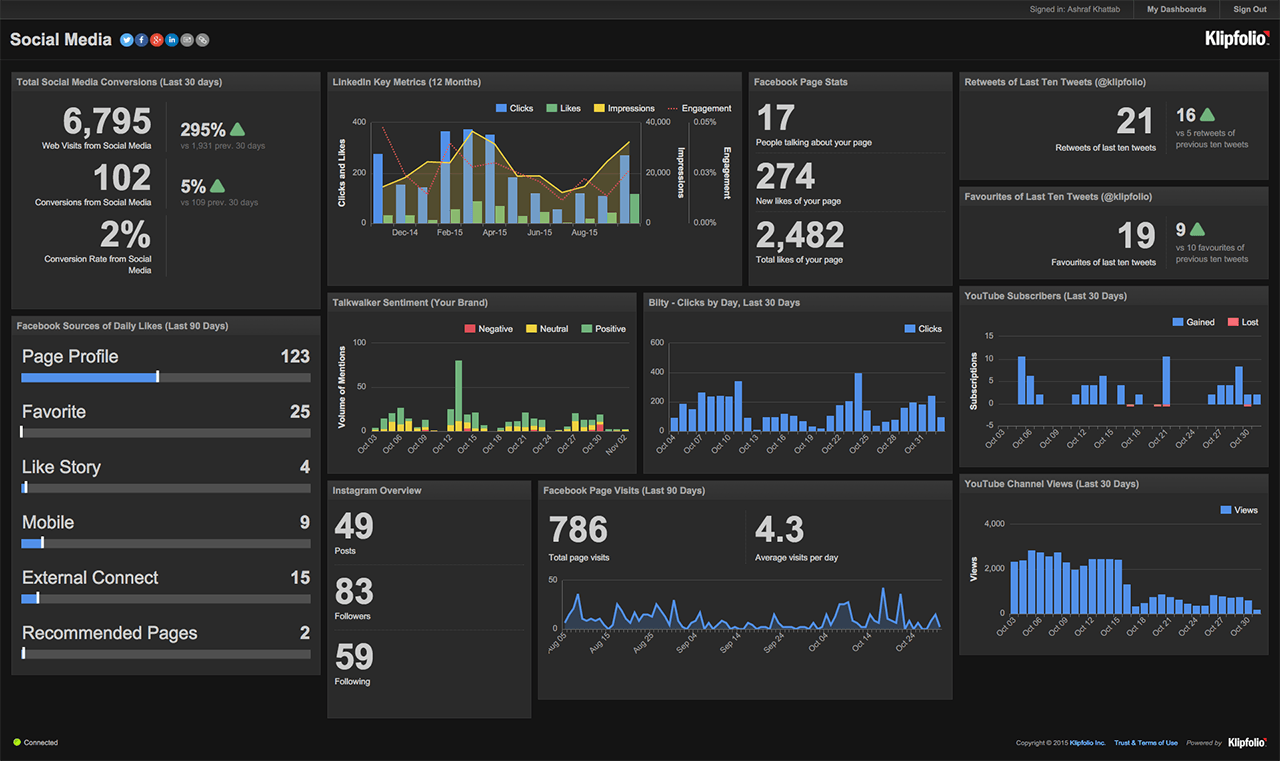 Signed in: Ashraf Khattab
My Dashboards
Sign Out
Social Media
Klipfolio
Total Social Media Conversions (Last 30 days)
6,795
Web Visits from Social Media
295%
vs 1,931 prev. 30 days
102
Conversions from Social Media
5%
vs 109 prev. 30 days
2%
Conversion Rate from Social
Media
Facebook Sources of Daily Likes (Last 90 Days)
Page Profile 123
Favorite 25
Like Story 4
Mobile 9
External Connect 15
Recommended Pages 2
LinkedIn Key Metrics (12 Months)
Clicks Likes Impressions Engagement
Clicks and Likes
400
200
0
40,000
20,000
0
Impressions
0.05%
0.03%
0.00%
Engagement
Dec-14 Feb-15 Apr-15 Jun-15 Aug-15
Facebook Page Stats
17
People talking about your page
274
New likes of your page
2,482
Total likes of your page
Retweets of Last Ten Tweets (@klipfolio)
21
Retweets of last ten tweets
16
vs 5 retweets of
previous ten tweets
Favourites of Last Ten Tweets (@klipfolio)
19
Favourites of last ten tweets
9
vs 10 favourites of
previous ten tweets
Talkwalker Sentiment (Your Brand)
Negative Neutral Positive
Volume of Mentions
100
50
0
Oct 03 Oct 06 Oct 09 Oct 12 Oct 15 Oct 18 Oct 21 Oct 24 Oct 27 Oct 30 Nov 02
Bilty - Clicks by Day, Last 30 Days
Clicks
600
400
200
0
Oct 04 Oct 07 Oct 10 Oct 13 Oct 16 Oct 19 Oct 22 Oct 25 Oct 28 Oct 31
YouTube Subscribers (Last 30 Days)
Gained Lost
Subscriptions
15
10
5
0
-5
Oct 03 Oct 06 Oct 09 Oct 12 Oct 15 Oct 18 Oct 21 Oct 24 Oct 27 Oct 30
Instagram Overview
49
Posts
83
Followers
59
Following
Facebook Page Visits (Last 90 Days)
786
Total page visits
4.3
Average visits per day
50
0
Aug 05 Aug 15 Aug 25 Sep 04 Sep 14 Sep 24 Oct 04 Oct 14 Oct 24
YouTube Channel Views (Last 30 Days)
Views
Views
4,000
2,000
0
Oct 03 Oct 06 Oct 09 Oct 12 Oct 15 Oct 18 Oct 21 Oct 24 Oct 27 Oct 30
Connected
Copyright © 2015 Klipfolio Inc. Trust & Terms of Use Powered by Klipfolio